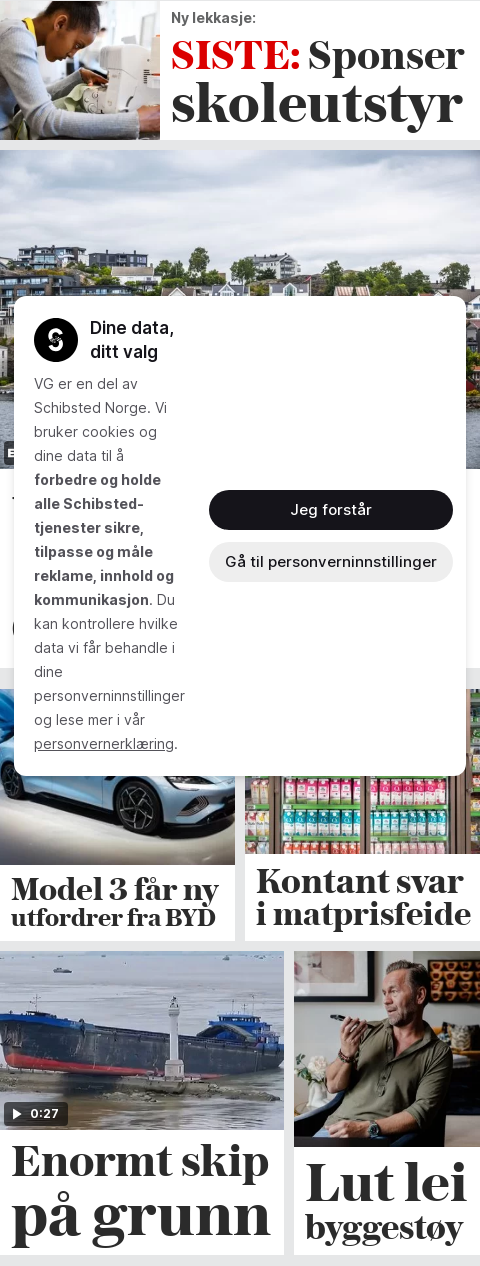 Ny lekkasje:
SISTE: Sponser
skoleutstyr
Dine data,
ditt valg
VG er en del av
Schibsted Norge. Vi
bruker cookies og
dine data til å
forbedre og holde
alle Schibsted-
tjenester sikre,
tilpasse og måle
reklame, innhold og
kommunikasjon. Du
kan kontrollere hvilke
data vi får behandle i
dine
personverninnstillinger
og lese mer i vår
personvernerklæring.
Jeg forstår
Gå til personverninnstillinger
Model 3 får ny
utfordrer fra BYD
Kontant svar
i matprisfeide
0:27
Enormt skip
på grunn
Lut lei
byggestøy